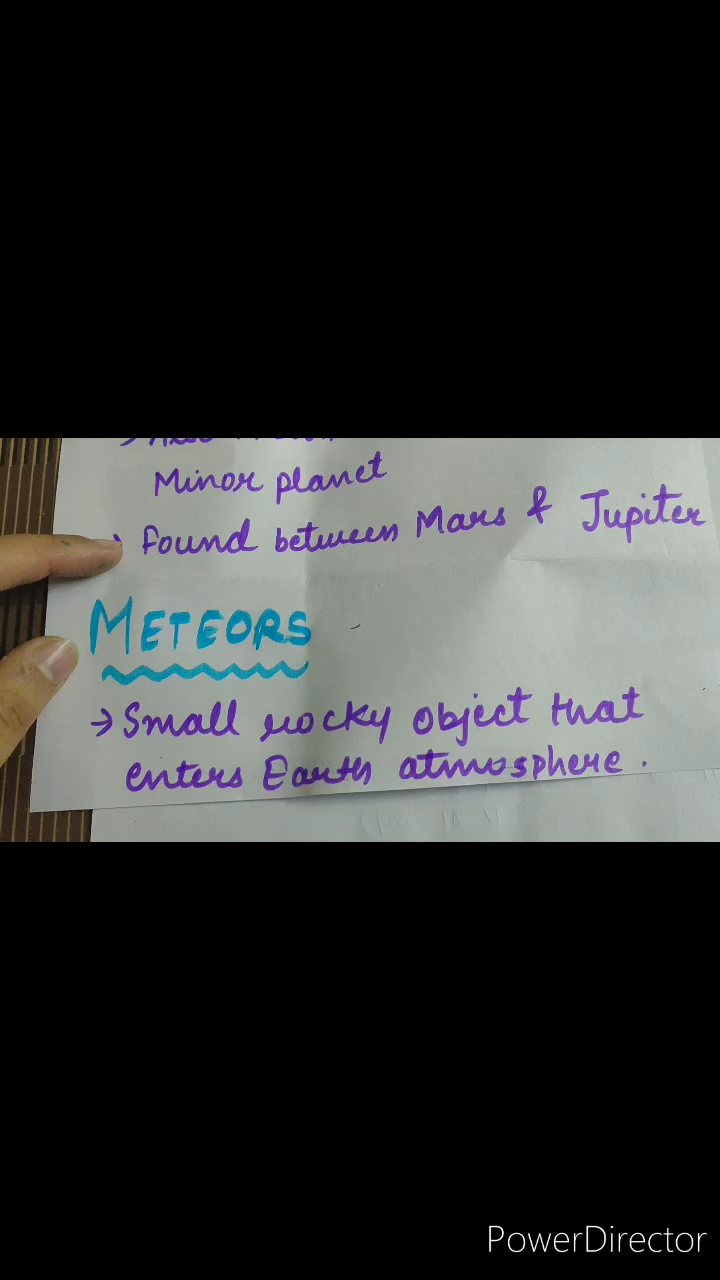 Minor planet
→ Found between Mars & Jupiter
METEORS
→ Small rocky object that
enters Earth atmosphere.
PowerDirector